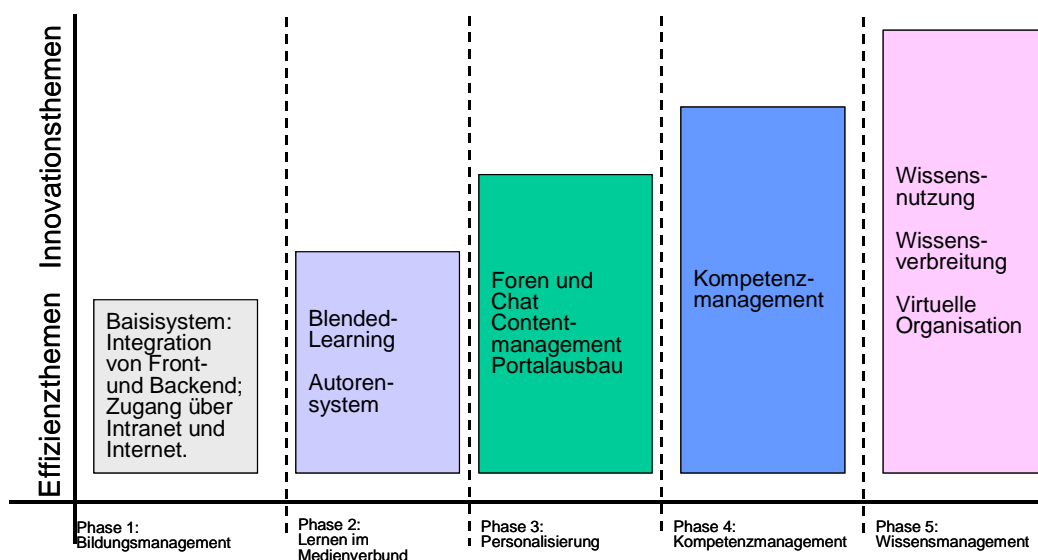 Innovationsthemen
Effizienzthemen
Baisisystem:
Integration
von Front-
und Backend;
Zugang über
Intranet und
Internet.
Blended-
Learning
Autoren-
system
Foren und
Chat
Content-
management
Portalausbau
Kompetenz-
management
Wissens-
nutzung
Wissens-
verbreitung
Virtuelle
Organisation
Phase 1:
Bildungsmanagement
Phase 2:
Lernen im
Medienverbund
Phase 3:
Personalisierung
Phase 4:
Kompetenzmanagement
Phase 5:
Wissensmanagement